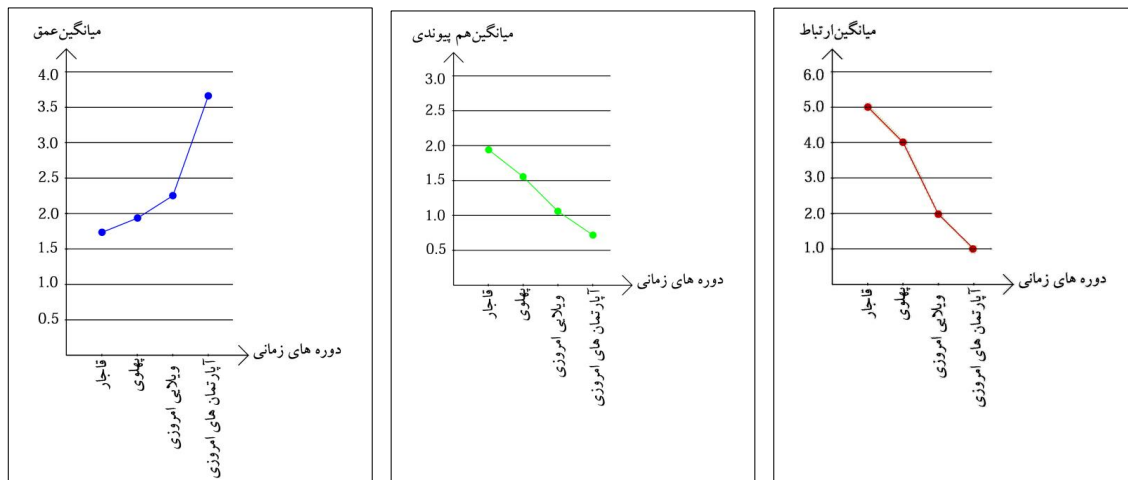 میانگین عمق
4.0
3.5
3.0
2.5
2.0
1.5
1.0
0.5
دوره های زمانی
قاجار
پهلوی
ویلایی امروزی
آپارتمان های امروزی
میانگین هم پیوندی
3.0
2.5
2.0
1.5
1.0
0.5
دوره های زمانی
قاجار
پهلوی
ویلایی امروزی
آپارتمان های امروزی
میانگین ارتباط
6.0
5.0
4.0
3.0
2.0
1.0
دوره های زمانی
قاجار
پهلوی
ویلایی امروزی
آپارتمان های امروزی